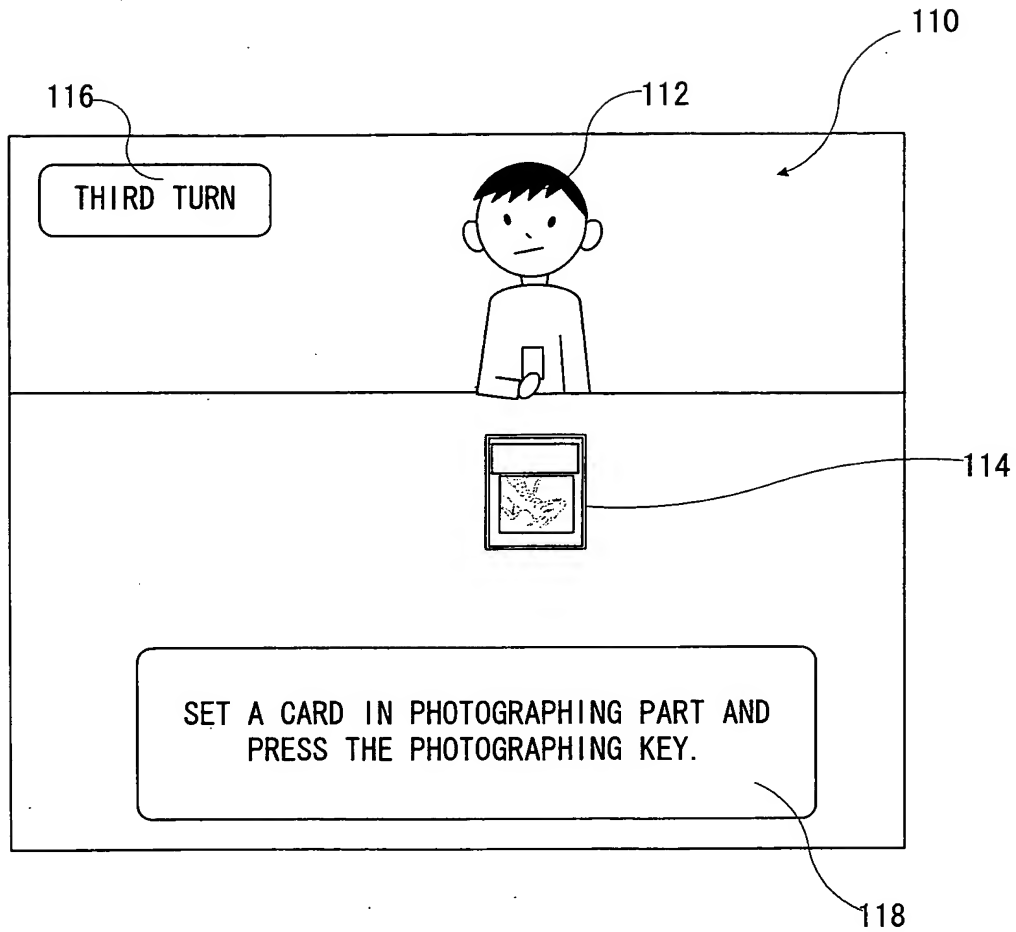 110
116
112
THIRD TURN
114
SET A CARD IN PHOTOGRAPHING PART AND
PRESS THE PHOTOGRAPHING KEY.
118